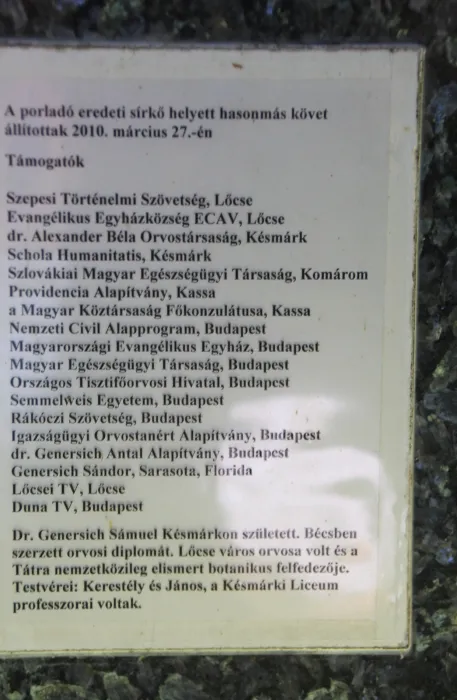 A porladó eredeti sírkő helyett hasonmás követ
állítottak 2010. március 27.-én
Támogatók
Szepesi Történelmi Szövetség, Lőcse
Evangélikus Egyházközség ECAV, Lőcse
dr. Alexander Béla Orvostársaság, Késmárk
Schola Humanitatis, Késmárk
Szlovákiai Magyar Egészségügyi Társaság, Komárom
Providencia Alapítvány, Kassa
a Magyar Köztársaság Főkonzulátusa, Kassa
Nemzeti Civil Alapprogram, Budapest
Magyarországi Evangélikus Egyház, Budapest
Magyar Egészségügyi Társaság, Budapest
Országos Tisztifőorvosi Hivatal, Budapest
Semmelweis Egyetem, Budapest
Rákóczi Szövetség, Budapest
Igazságügyi Orvostanért Alapítvány, Budapest
dr. Genersich Antal Alapítvány, Budapest
Genersich Sándor, Sarasota, Florida
Lőcsei TV, Lőcse
Duna TV, Budapest
Dr. Genersich Sámuel Késmárkon született. Bécsben
szerzett orvosi diplomát. Lőcse város orvosa volt és a
Tátra nemzetközileg elismert botanikus felfedezője.
Testvérei: Kerestély és János, a Késmárki Liceum
professzorai voltak.